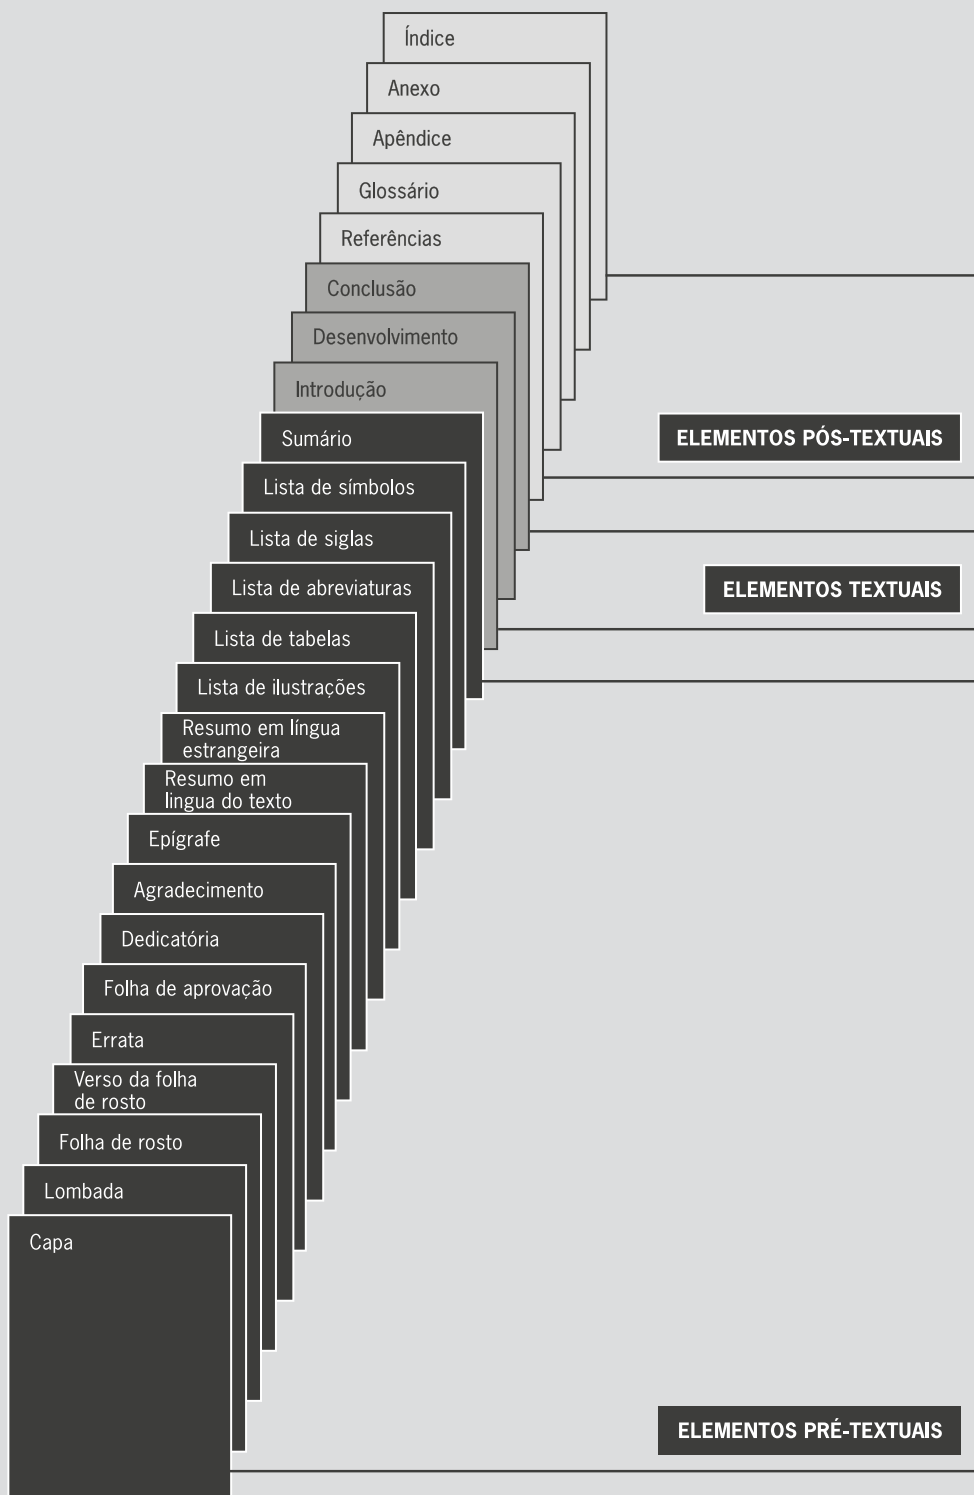 Índice
Anexo
Apêndice
Glossário
Referências
Conclusão
Desenvolvimento
Introdução
Sumário
ELEMENTOS PÓS-TEXTUAIS
Lista de símbolos
Lista de siglas
Lista de abreviaturas
ELEMENTOS TEXTUAIS
Lista de tabelas
Lista de ilustrações
Resumo em língua
estrangeira
Resumo em
lingua do texto
Epígrafe
Agradecimento
Dedicatória
Folha de aprovação
Errata
Verso da folha
de rosto
Folha de rosto
Lombada
Capa
ELEMENTOS PRÉ-TEXTUAIS